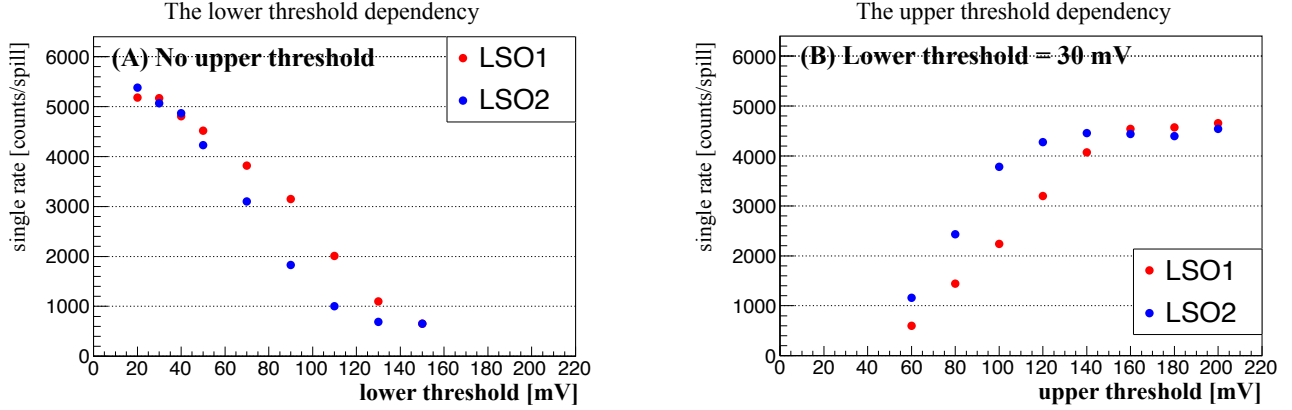 The lower threshold dependency
(A) No upper threshold
LSO1
LSO2
single rate [counts/spill]
6000
5000
4000
3000
2000
1000
0
0 20 40 60 80 100 120 140 160 180 200 220
lower threshold [mV]
The upper threshold dependency
(B) Lower threshold = 30 mV
single rate [counts/spill]
6000
5000
4000
3000
2000
1000
0
LSO1
LSO2
0 20 40 60 80 100 120 140 160 180 200 220
upper threshold [mV]